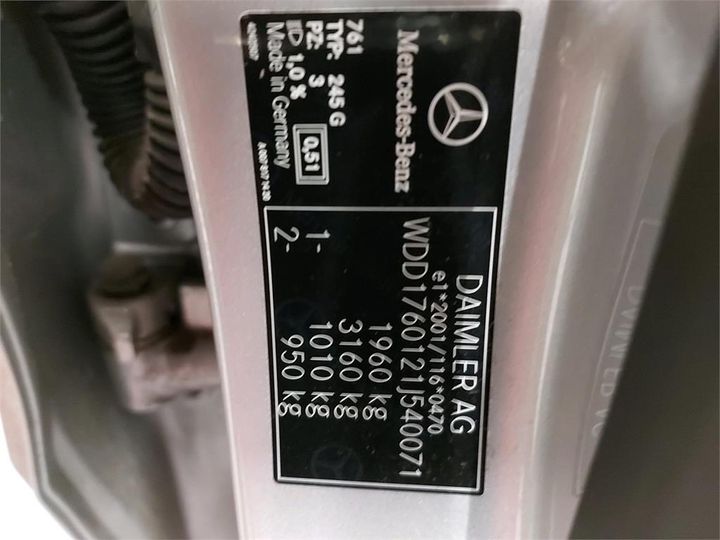 Mercedes-Benz
761
TYP: 245 G
PZ: 3
1,0 %
0,51
Made in Germany
DAIMLER AG
e1*2001/116*0470
WDD1760121J540071
1960 kg
3160 kg
1- 1010 kg
2- 950 kg